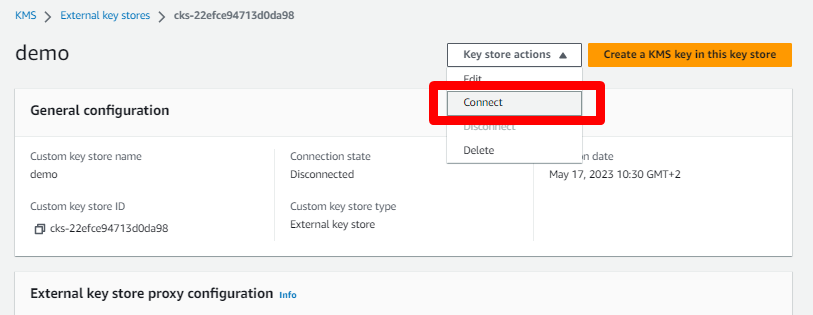 KMS > External key stores > cks-22efce94713d0da98
demo
Key store actions
Create a KMS key in this key store
Edit
Connect
Disconnect
Delete
General configuration
Custom key store name
demo
Connection state
Disconnected
on date
May 17, 2023 10:30 GMT+2
Custom key store ID
cks-22efce94713d0da98
Custom key store type
External key store
External key store proxy configuration Info